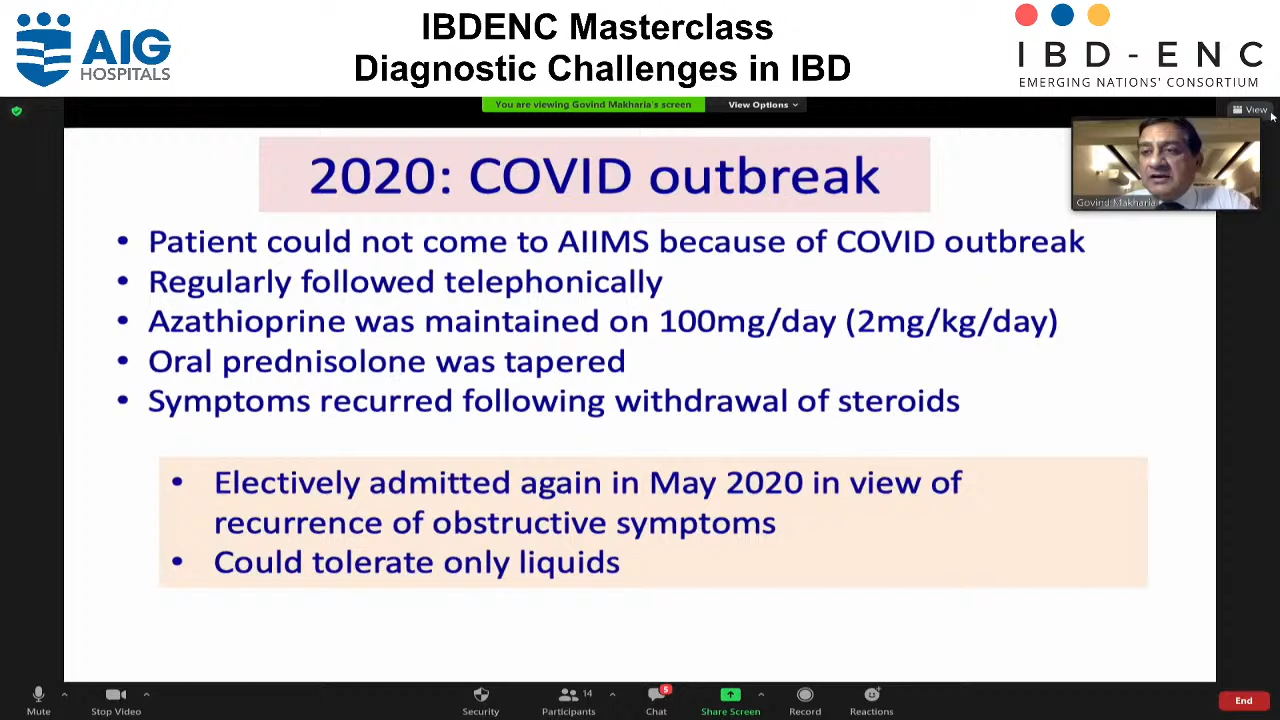 AIG
HOSPITALS
IBDENC Masterclass
Diagnostic Challenges in IBD
IBD-ENC
EMERGING NATIONS' CONSORTIUM
You are viewing Govind Makharia's screen
View Options
View
Govind Makharia
2020: COVID outbreak
• Patient could not come to AIIMS because of COVID outbreak
• Regularly followed telephonically
• Azathioprine was maintained on 100mg/day (2mg/kg/day)
• Oral prednisolone was tapered
• Symptoms recurred following withdrawal of steroids
• Electively admitted again in May 2020 in view of
recurrence of obstructive symptoms
• Could tolerate only liquids
Mute
Stop Video
Security
14
Participants
5
Chat
Share Screen
Record
Reactions
End